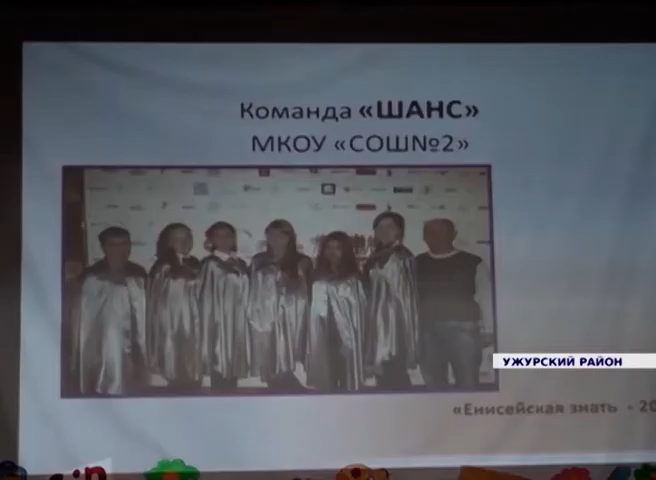 Команда «ШАНС»
МКОУ «СОШ№2»
УЖУРСКИЙ РАЙОН
«Енисейская знать - 20